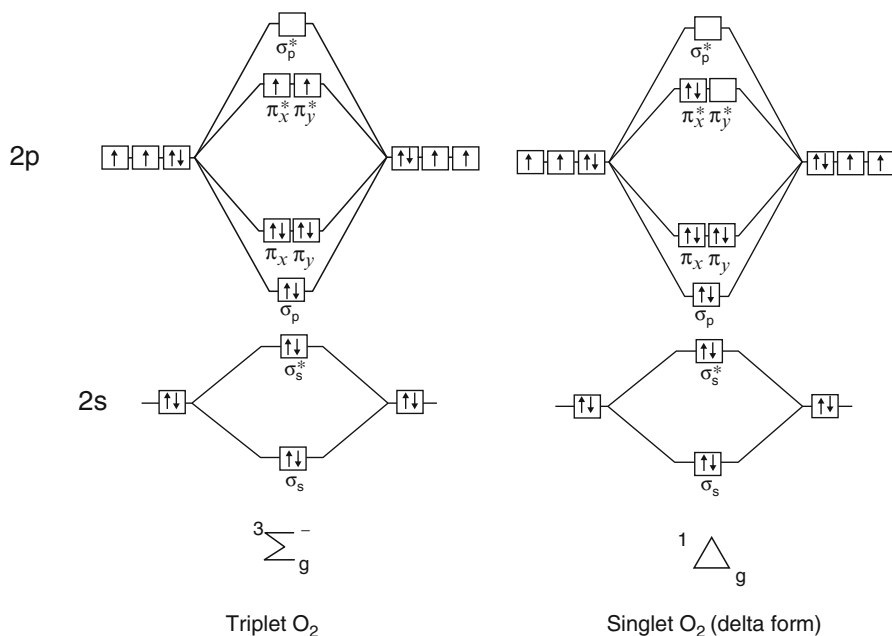 σp* σp*
πx* πy* πx* πy*
2p
πx πy πx πy
σp σp
σs* σs*
2s
σs σs
3Σg− 1△g
Triplet O2 Singlet O2 (delta form)